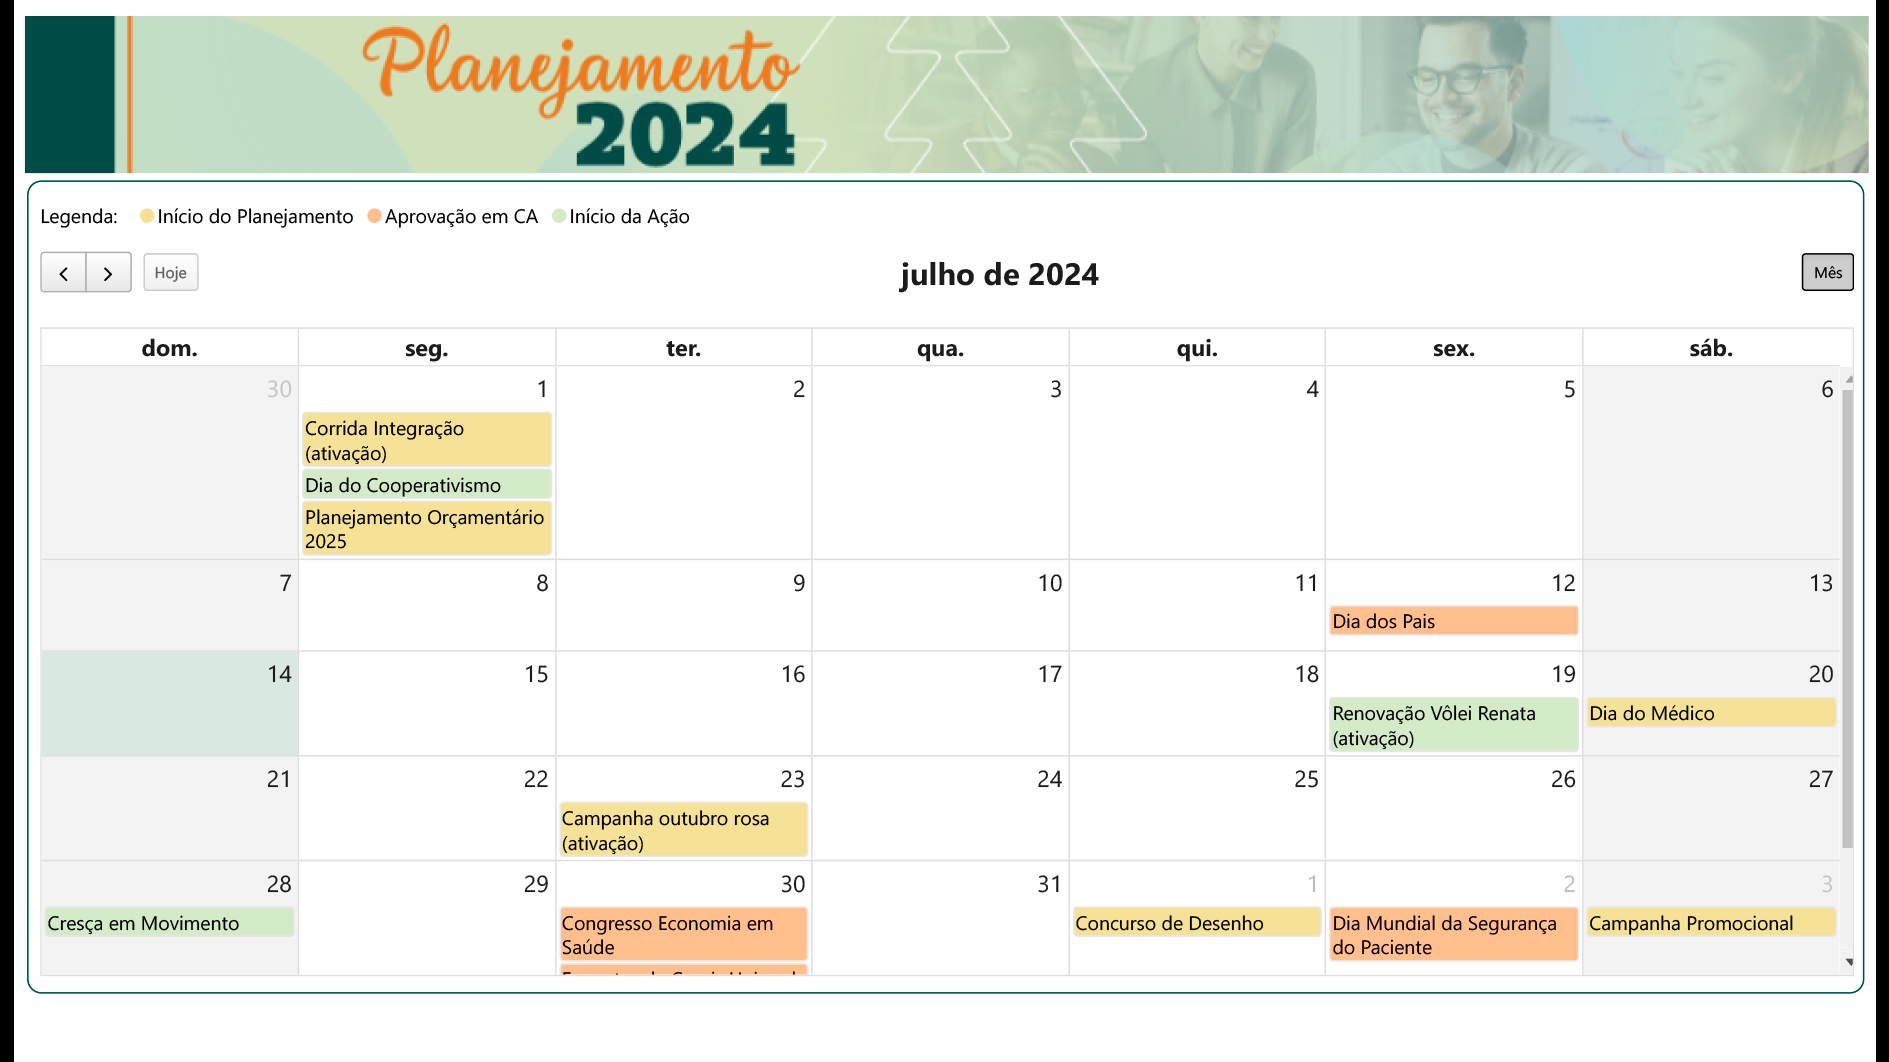 Planejamento
2024
Legenda: Início do Planejamento Aprovação em CA Início da Ação
Hoje
julho de 2024
Mês
dom. seg. ter. qua. qui. sex. sáb.
30 1 2 3 4 5 6
Corrida Integração
(ativação)
Dia do Cooperativismo
Planejamento Orçamentário
2025
7 8 9 10 11 12 13
Dia dos Pais
14 15 16 17 18 19 20
Renovação Vôlei Renata
(ativação)
Dia do Médico
21 22 23 24 25 26 27
Campanha outubro rosa
(ativação)
28 29 30 31 1 2 3
Cresça em Movimento
Congresso Economia em
Saúde
Concurso de Desenho
Dia Mundial da Segurança
do Paciente
Campanha Promocional